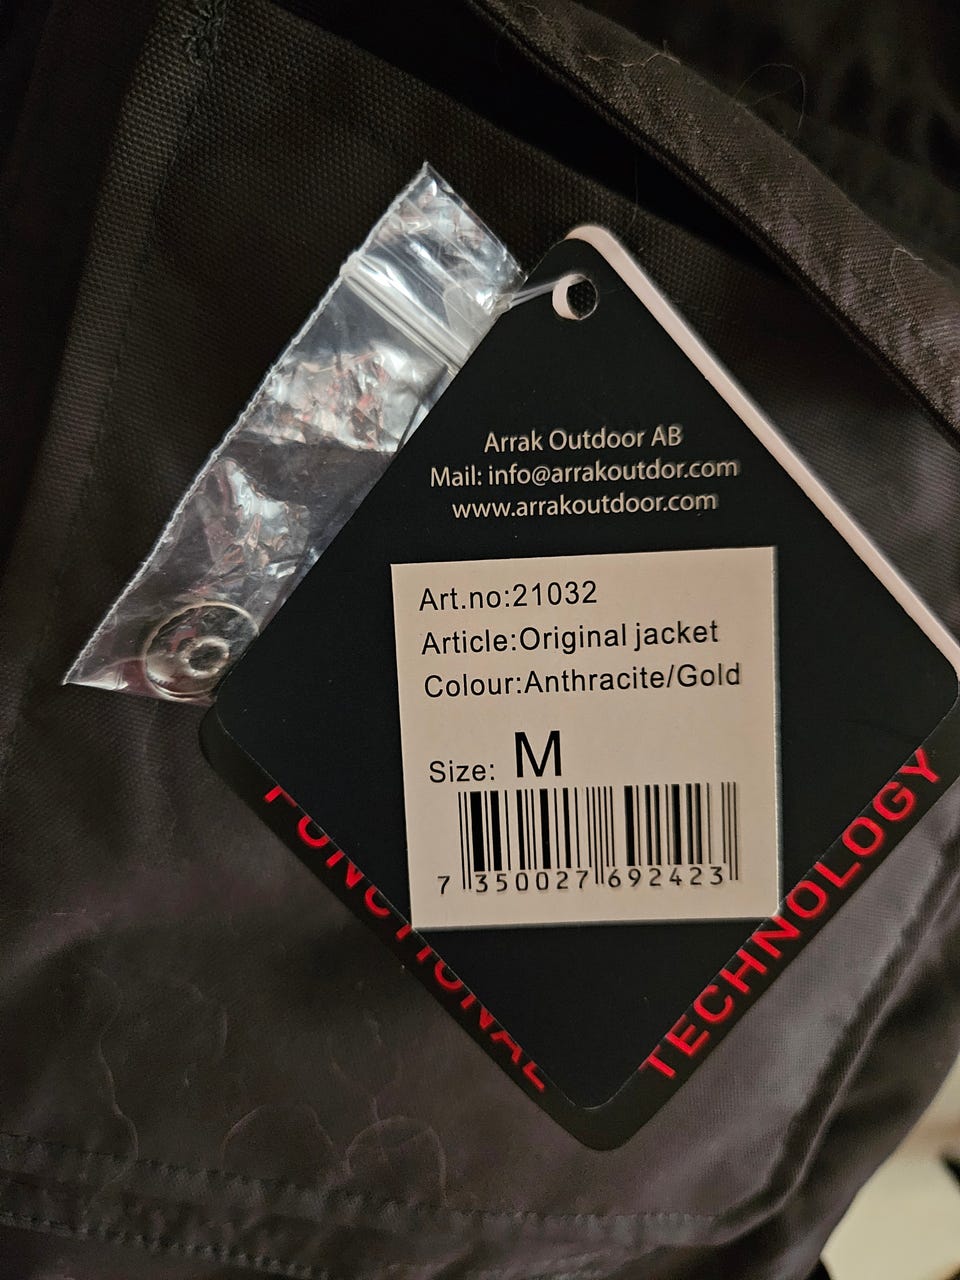 Arrak Outdoor AB
Mail: info@arrakoutdor.com
www.arrakoutdoor.com
Art.no:21032
Article:Original jacket
Colour:Anthracite/Gold
Size: M
7 350027 692423
FUNCTIONAL
TECHNOLOGY